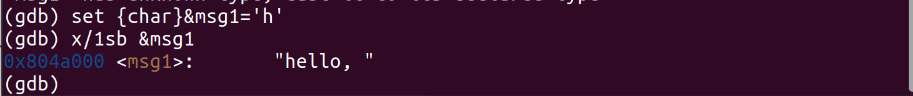 (gdb) set {char}&msg1='h'
(gdb) x/1sb &msg1
0x804a000 <msg1>:       "hello, "
(gdb)